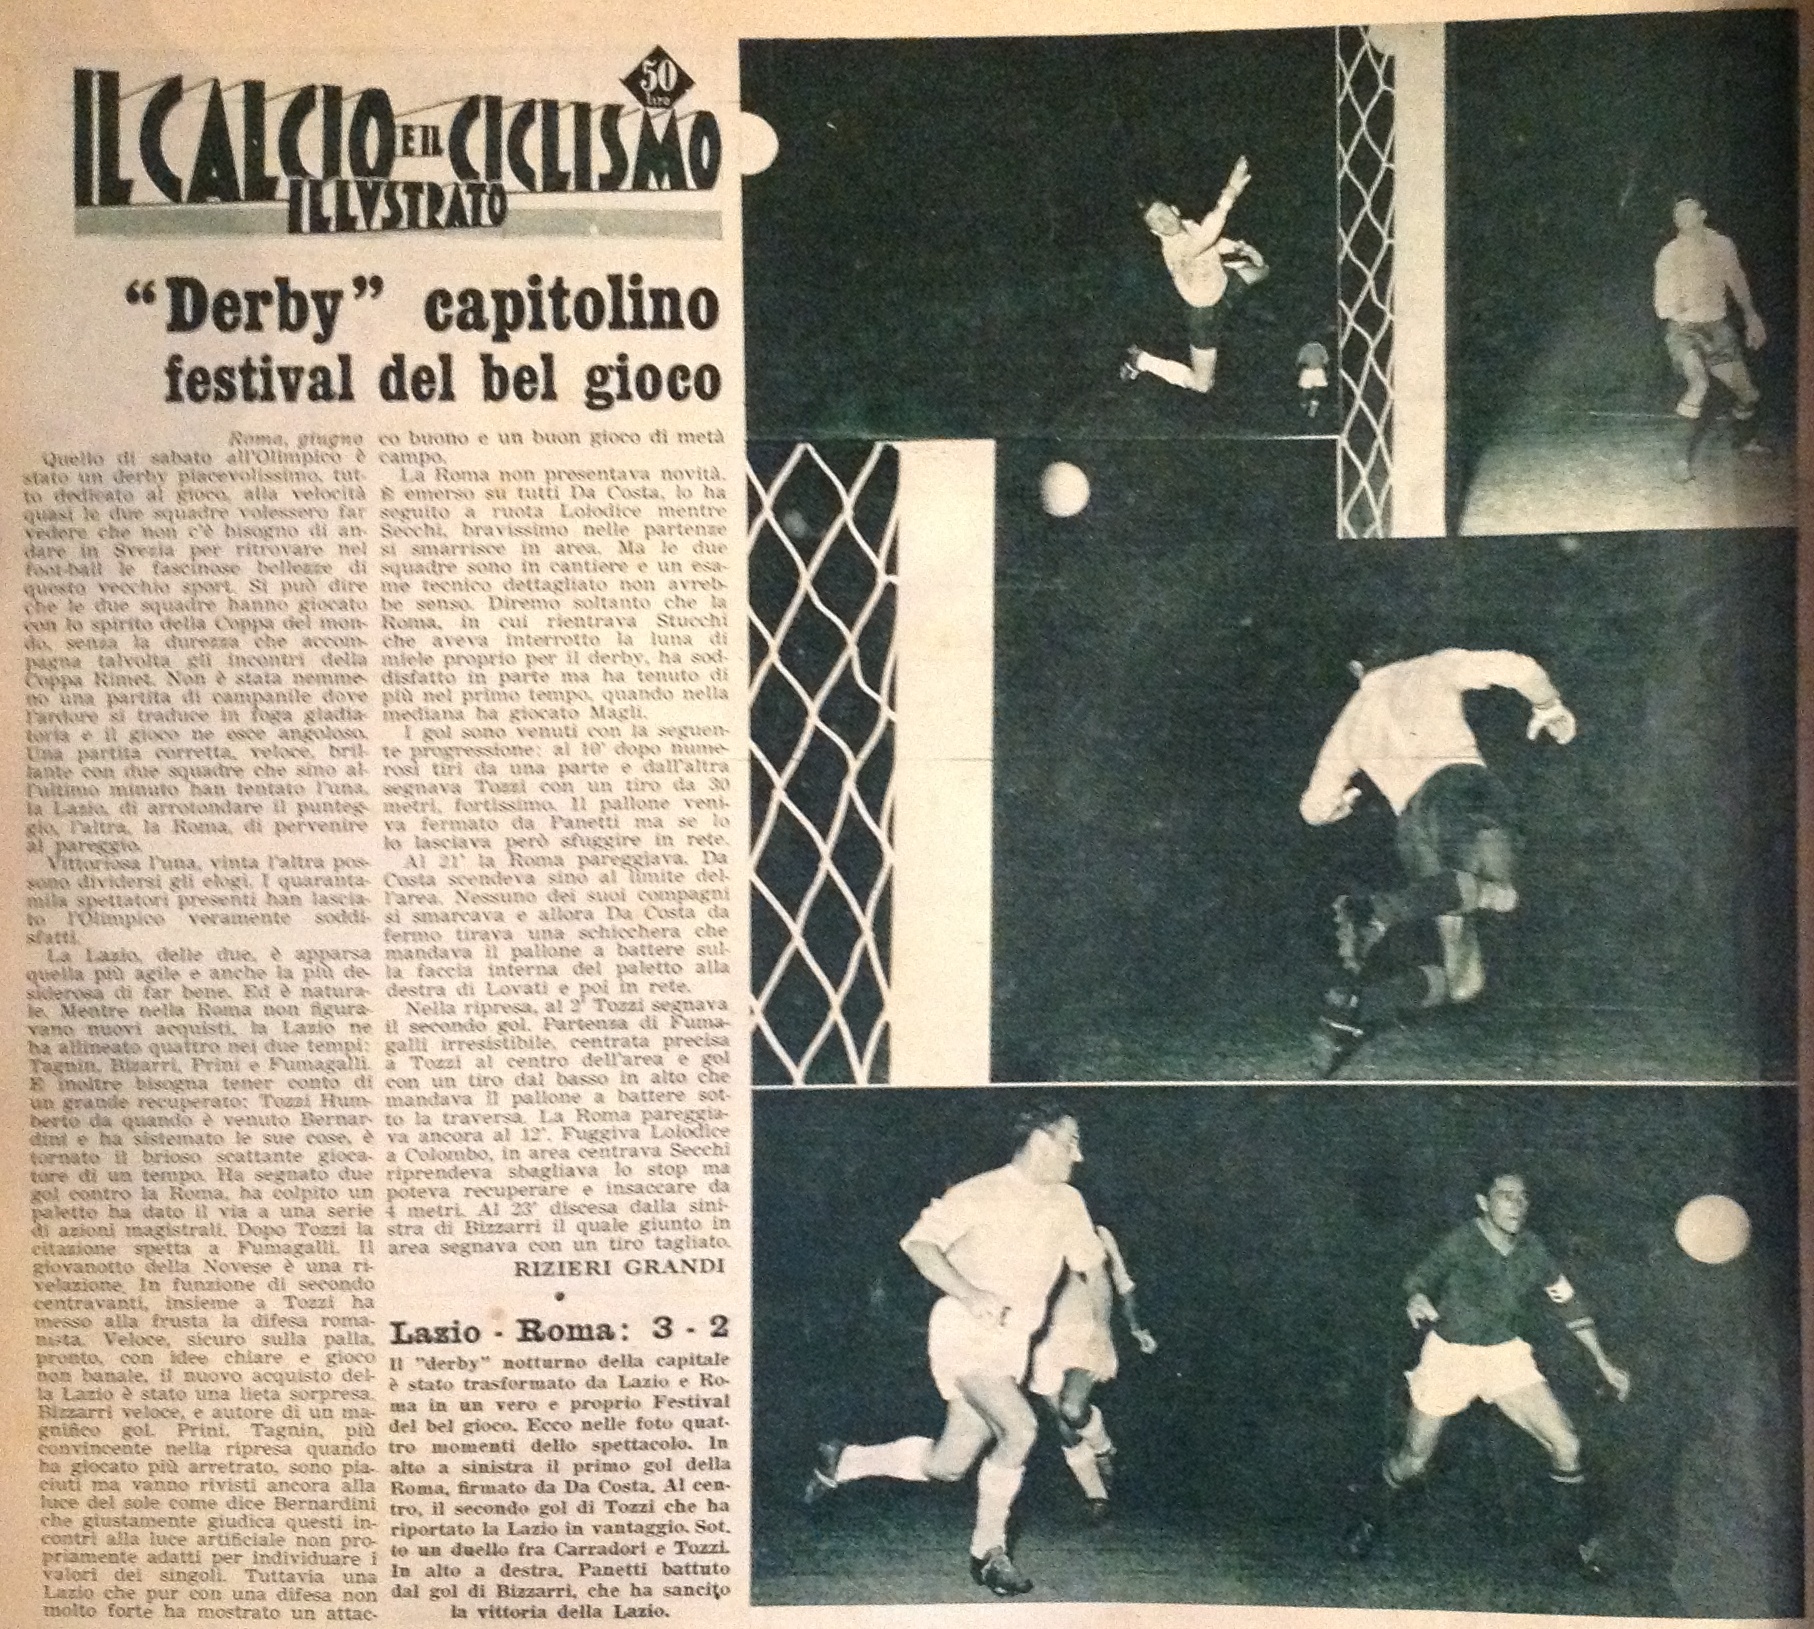 50
lire
IL CALCIO E IL CICLISMO
ILLVSTRATO
“Derby” capitolino
festival del bel gioco
Roma, giugno
Quello di sabato all'Olimpico è
stato un derby piacevolissimo, tut-
to dedicato al gioco, alla velocità
quasi le due squadre volessero far
vedere che non c'è bisogno di an-
dare in Svezia per ritrovare nel
foot-ball le fascinose bellezze di
questo vecchio sport. Si può dire
che le due squadre hanno giocato
con lo spirito della Coppa del mon-
do, senza la durezza che accom-
pagna talvolta gli incontri della
Coppa Rimet. Non è stata nemme-
no una partita di campanile dove
l'ardore si traduce in foga gladia-
toria e il gioco ne esce angoloso.
Una partita corretta, veloce, bril-
lante con due squadre che sino al-
l'ultimo minuto han tentato l'una,
la Lazio, di arrotondare il punteg-
gio, l'altra, la Roma, di pervenire
al pareggio.
Vittoriosa l'una, vinta l'altra pos-
sono dividersi gli elogi. I quaranta-
mila spettatori presenti han lascia-
to l'Olimpico veramente soddi-
sfatti.
La Lazio, delle due, è apparsa
quella più agile e anche la più de-
siderosa di far bene. Ed è natura-
le. Mentre nella Roma non figura-
vano nuovi acquisti, la Lazio ne
ha allineato quattro nei due tempi:
Tagnin, Bizarri, Prini e Fumagalli.
E inoltre bisogna tener conto di
un grande recuperato: Tozzi Hum-
berto da quando è venuto Bernar-
dini e ha sistemato le sue cose, è
tornato il brioso scattante gioca-
tore di un tempo. Ha segnato due
gol contro la Roma, ha colpito un
paletto ha dato il via a una serie
di azioni magistrali. Dopo Tozzi la
citazione spetta a Fumagalli. Il
giovanotto della Novese è una ri-
velazione. In funzione di secondo
centravanti, insieme a Tozzi ha
messo alla frusta la difesa roma-
nista. Veloce, sicuro sulla palla,
pronto, con idee chiare e gioco
non banale, il nuovo acquisto del-
la Lazio è stato una lieta sorpresa.
Bizzarri veloce, e autore di un ma-
gnifico gol. Prini, Tagnin, più
convincente nella ripresa quando
ha giocato più arretrato, sono pia-
ciuti ma vanno rivisti ancora alla
luce del sole come dice Bernardini
che giustamente giudica questi in-
contri alla luce artificiale non pro-
priamente adatti per individuare i
valori dei singoli. Tuttavia una
Lazio che pur con una difesa non
molto forte ha mostrato un attac-
co buono e un buon gioco di metà
campo.
La Roma non presentava novità.
È emerso su tutti Da Costa, lo ha
seguito a ruota Lolodice mentre
Secchi, bravissimo nelle partenze
si smarrisce in area. Ma le due
squadre sono in cantiere e un esa-
me tecnico dettagliato non avreb-
be senso. Diremo soltanto che la
Roma, in cui rientrava Stucchi
che aveva interrotto la luna di
miele proprio per il derby, ha sod-
disfatto in parte ma ha tenuto di
più nel primo tempo, quando nella
mediana ha giocato Magli.
I gol sono venuti con la seguen-
te progressione: al 10' dopo nume-
rosi tiri da una parte e dall'altra
segnava Tozzi con un tiro da 30
metri, fortissimo. Il pallone veni-
va fermato da Panetti ma se lo
lo lasciava però sfuggire in rete.
Al 21' la Roma pareggiava. Da
Costa scendeva sino al limite del-
l'area. Nessuno dei suoi compagni
si smarcava e allora Da Costa da
fermo tirava una schicchera che
mandava il pallone a battere sul-
la faccia interna del paletto alla
destra di Lovati e poi in rete.
Nella ripresa, al 2' Tozzi segnava
il secondo gol. Partenza di Fuma-
galli irresistibile, centrata precisa
a Tozzi al centro dell'area e gol
con un tiro dal basso in alto che
mandava il pallone a battere sot-
to la traversa. La Roma pareggia-
va ancora al 12'. Fuggiva Lolodice
a Colombo, in area centrava Secchi
riprendeva sbagliava lo stop ma
poteva recuperare e insaccare da
4 metri. Al 23' discesa dalla sini-
stra di Bizzarri il quale giunto in
area segnava con un tiro tagliato.
RIZIERI GRANDI
•
Lazio - Roma: 3 - 2
Il "derby" notturno della capitale
è stato trasformato da Lazio e Ro-
ma in un vero e proprio Festival
del bel gioco. Ecco nelle foto quat-
tro momenti dello spettacolo. In
alto a sinistra il primo gol della
Roma, firmato da Da Costa. Al cen-
tro, il secondo gol di Tozzi che ha
riportato la Lazio in vantaggio. Sot.
to un duello fra Carradori e Tozzi.
In alto a destra, Panetti battuto
dal gol di Bizzarri, che ha sancito
la vittoria della Lazio.